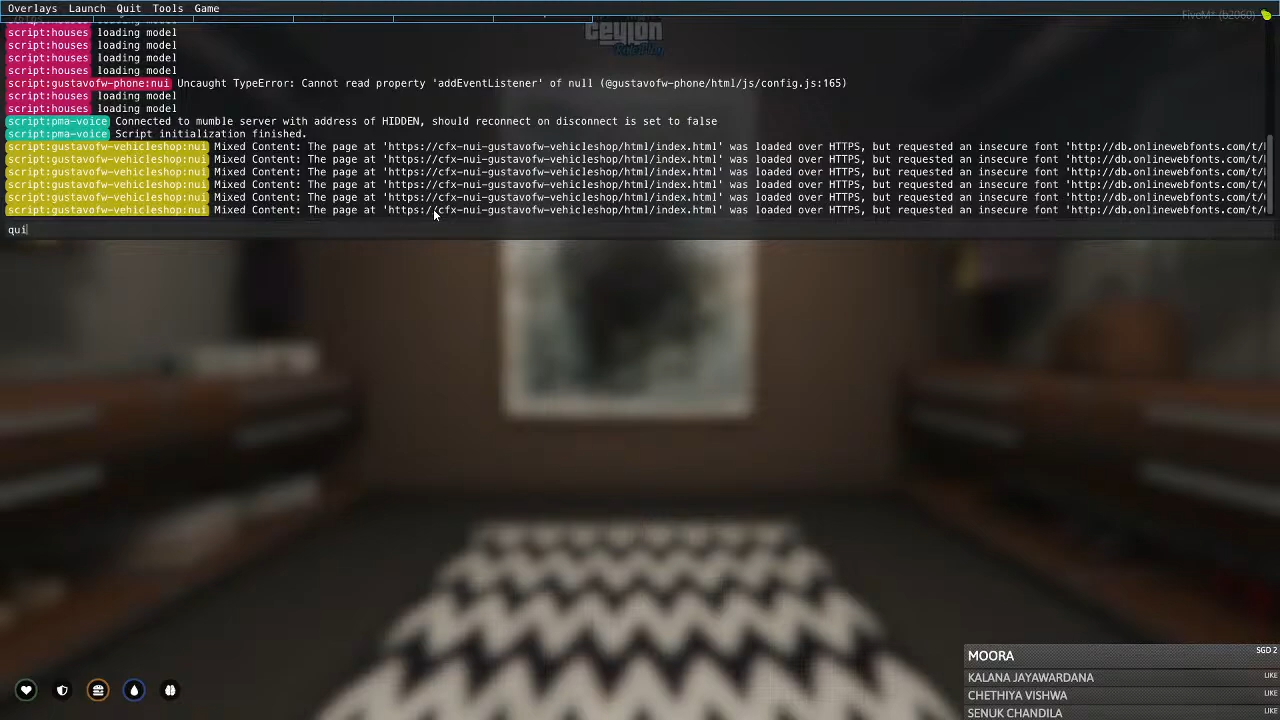 Overlays Launch Quit Tools Game
FiveM* (b2060)
CEYLON
script:houses loading model
script:houses loading model
script:houses loading model
script:houses loading model
script:gustavofw-phone:nui Uncaught TypeError: Cannot read property 'addEventListener' of null (@gustavofw-phone/html/js/config.js:165)
script:houses loading model
script:houses loading model
script:pma-voice Connected to mumble server with address of HIDDEN, should reconnect on disconnect is set to false
script:pma-voice Script initialization finished.
script:gustavofw-vehicleshop:nui Mixed Content: The page at 'https://cfx-nui-gustavofw-vehicleshop/html/index.html' was loaded over HTTPS, but requested an insecure font 'http://db.onlinewebfonts.com/t/
script:gustavofw-vehicleshop:nui Mixed Content: The page at 'https://cfx-nui-gustavofw-vehicleshop/html/index.html' was loaded over HTTPS, but requested an insecure font 'http://db.onlinewebfonts.com/t/
script:gustavofw-vehicleshop:nui Mixed Content: The page at 'https://cfx-nui-gustavofw-vehicleshop/html/index.html' was loaded over HTTPS, but requested an insecure font 'http://db.onlinewebfonts.com/t/
script:gustavofw-vehicleshop:nui Mixed Content: The page at 'https://cfx-nui-gustavofw-vehicleshop/html/index.html' was loaded over HTTPS, but requested an insecure font 'http://db.onlinewebfonts.com/t/
script:gustavofw-vehicleshop:nui Mixed Content: The page at 'https://cfx-nui-gustavofw-vehicleshop/html/index.html' was loaded over HTTPS, but requested an insecure font 'http://db.onlinewebfonts.com/t/
script:gustavofw-vehicleshop:nui Mixed Content: The page at 'https://cfx-nui-gustavofw-vehicleshop/html/index.html' was loaded over HTTPS, but requested an insecure font 'http://db.onlinewebfonts.com/t/
qui
MOORA SGD 2
KALANA JAYAWARDANA LIKE
CHETHIYA VISHWA LIKE
SENUK CHANDILA LIKE